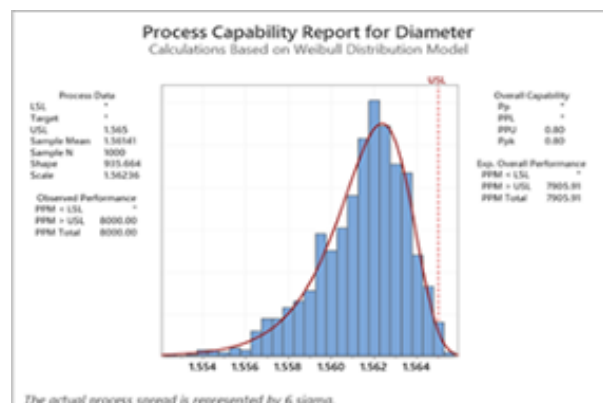 Process Capability Report for Diameter
Calculations Based on Weibull Distribution Model
USL
Process Data
LSL *
Target *
USL 1.565
Sample Mean 1.56141
Sample N 1000
Shape 935.664
Scale 1.56236
Observed Performance
PPM < LSL *
PPM > USL 8000.00
PPM Total 8000.00
Overall Capability
Pp *
PPL *
PPU 0.80
Ppk 0.80
Exp. Overall Performance
PPM < LSL *
PPM > USL 7905.91
PPM Total 7905.91
1.554 1.556 1.558 1.560 1.562 1.564
The actual process spread is represented by 6 sigma.